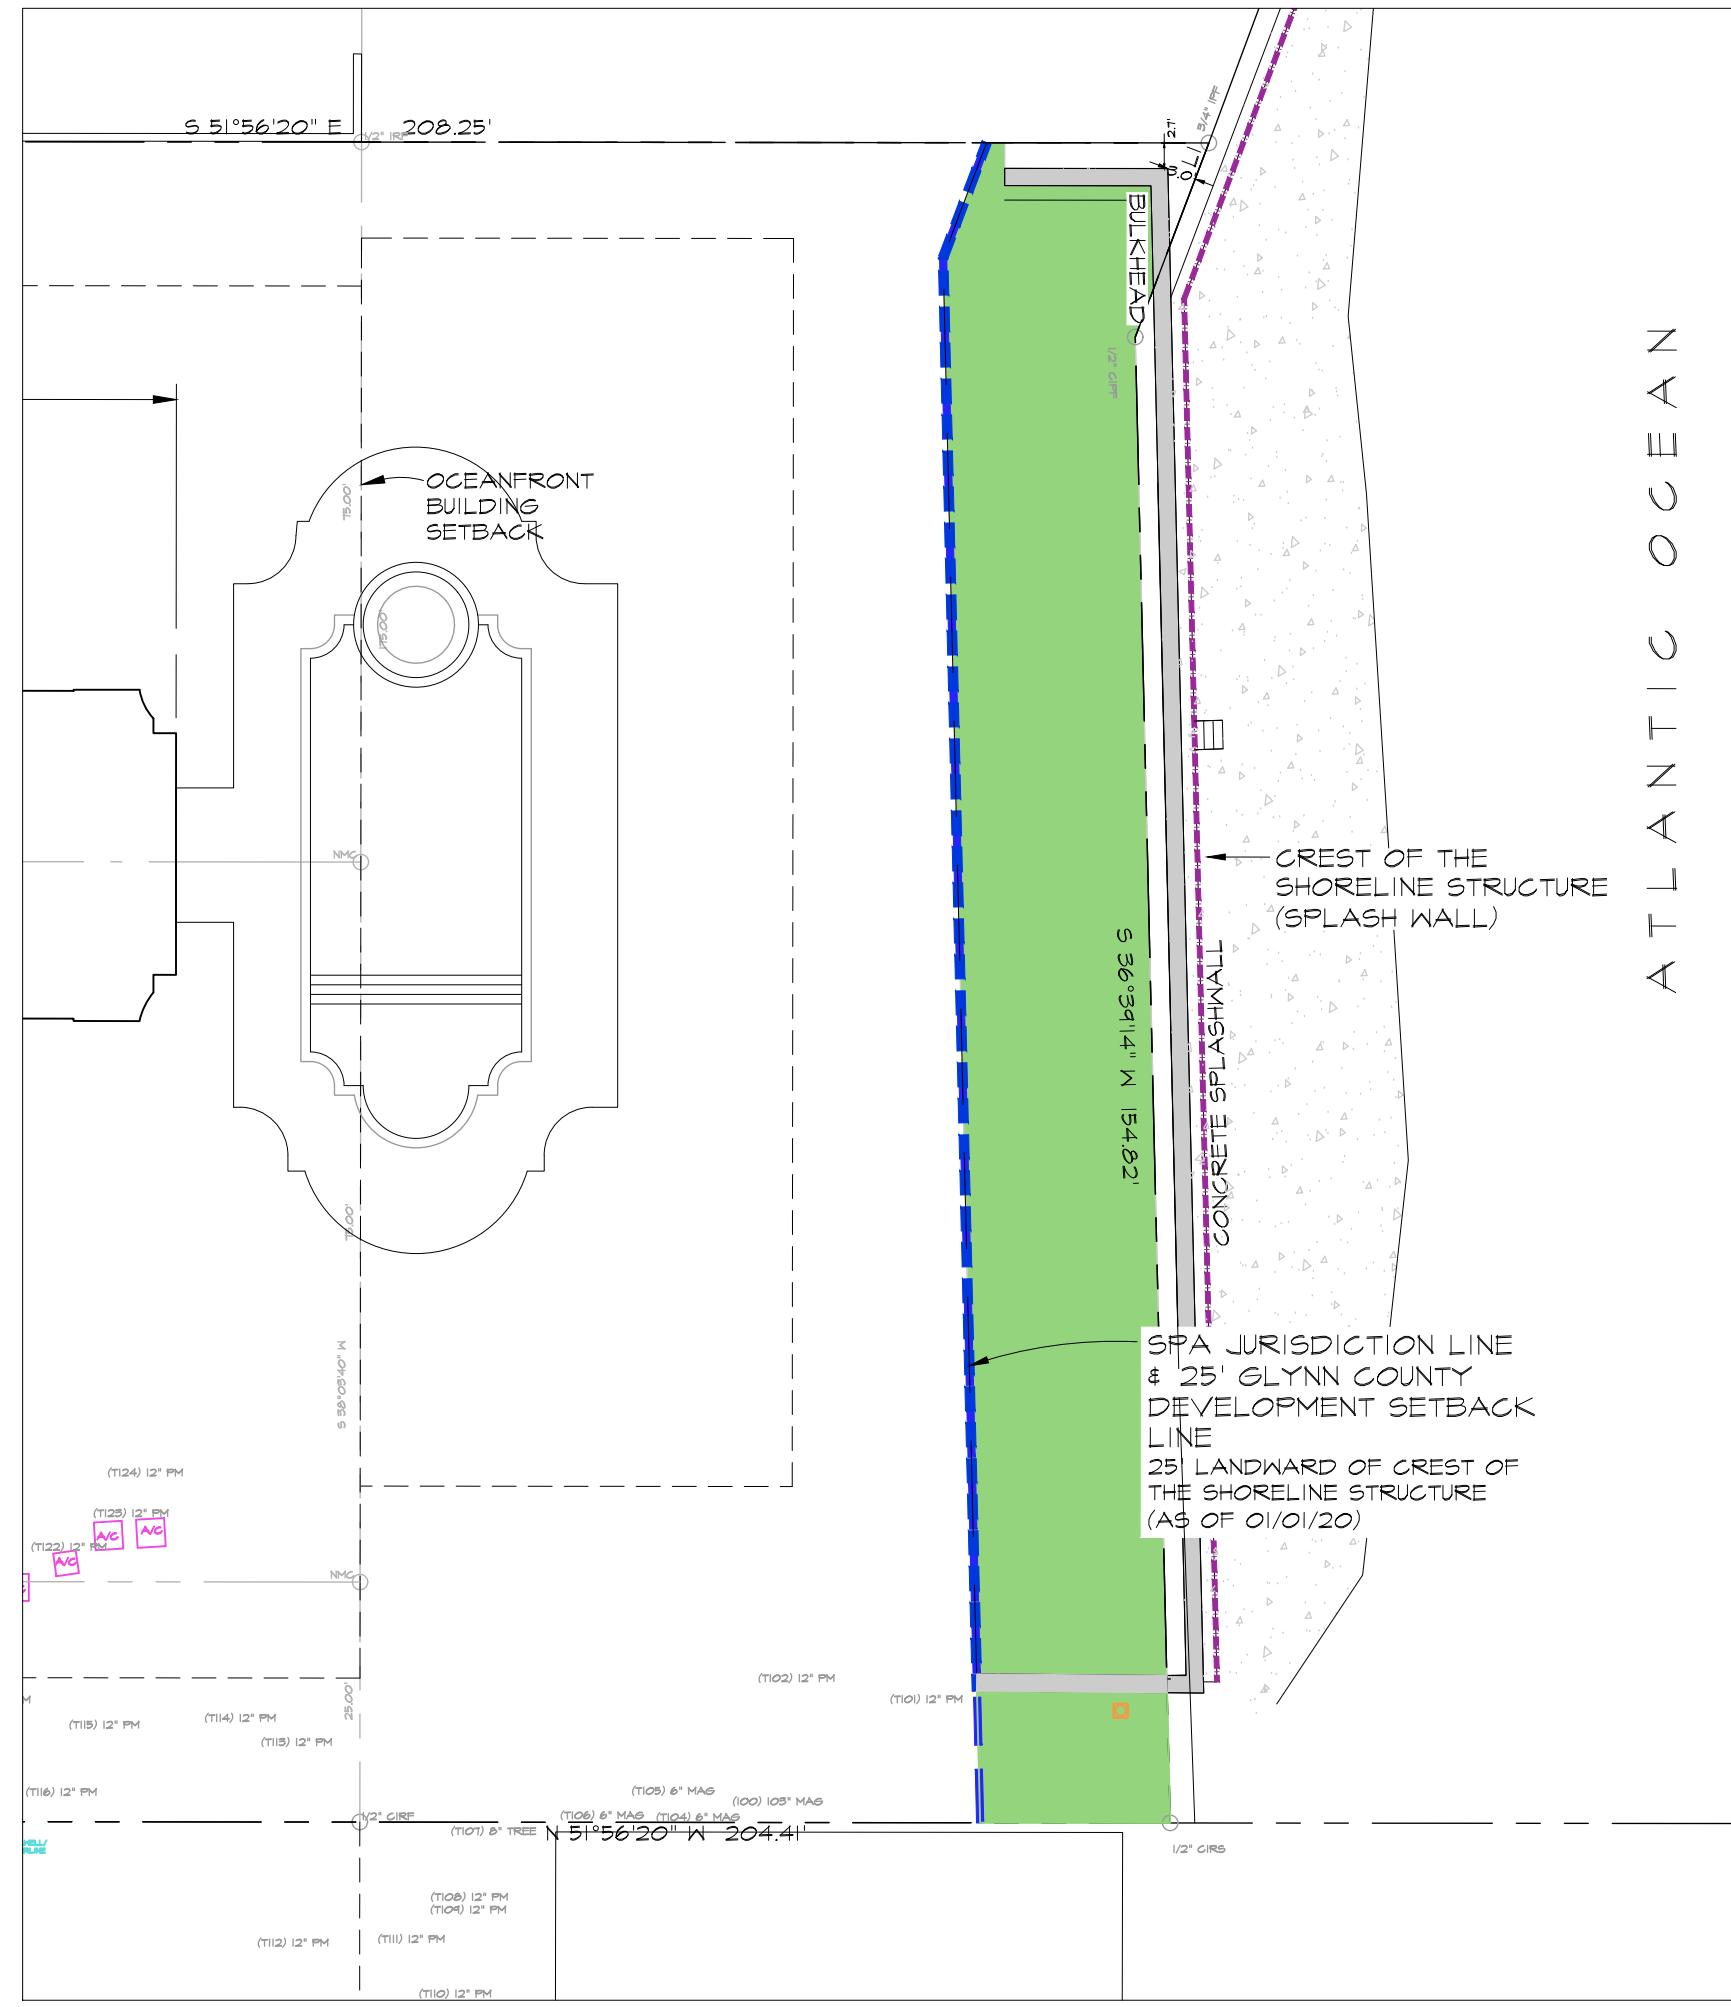 S 51°56'20" E 208.25'
1/2" IRF
2.7'
3/4" IPF
17.0'
BULKHEAD
1/2" CIPF
OCEANFRONT
BUILDING
SETBACK
75.00'
175.00'
ATLANTIC OCEAN
NMC
CREST OF THE
SHORELINE STRUCTURE
(SPLASH WALL)
S 36°39'14" W 154.82'
CONCRETE SPLASHWALL
75.00'
SPA JURISDICTION LINE
& 25' GLYNN COUNTY
DEVELOPMENT SETBACK
LINE
25' LANDWARD OF CREST OF
THE SHORELINE STRUCTURE
(AS OF 01/01/20)
S 38°03'40" W
(T124) 12" PM
(T123) 12" PM
A/C
A/C
(T122) 12" PM
A/C
NMC
(T102) 12" PM
(T101) 12" PM
25.00'
M
(T115) 12" PM
(T114) 12" PM
(T113) 12" PM
(T116) 12" PM
(T105) 6" MAG
(100) 103" MAG
1/2" CIRF
(T106) 6" MAG
(T104) 6" MAG
(T107) 8" TREE
N 51°56'20" W 204.41'
WELL/
1/2" CIRS
(T108) 12" PM
(T109) 12" PM
(T112) 12" PM
(T111) 12" PM
(T110) 12" PM